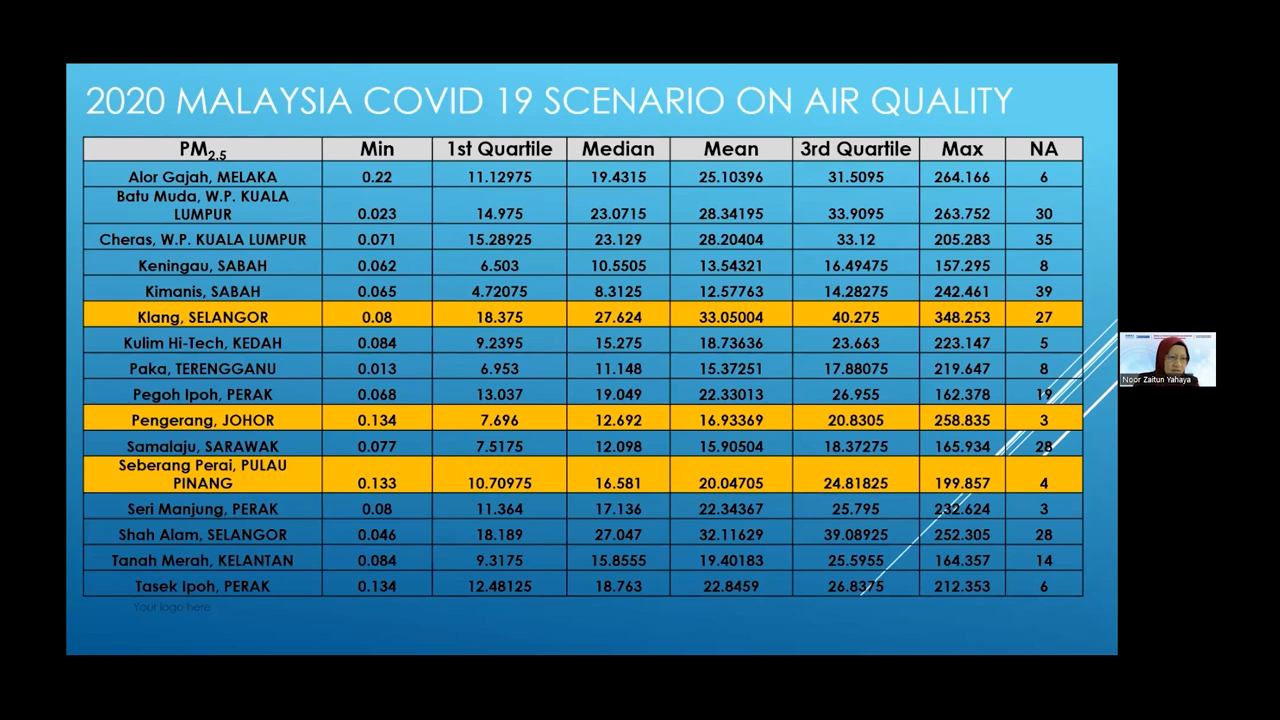 2020 MALAYSIA COVID 19 SCENARIO ON AIR QUALITY
PM2.5 Min 1st Quartile Median Mean 3rd Quartile Max NA
Alor Gajah, MELAKA 0.22 11.12975 19.4315 25.10396 31.5095 264.166 6
Batu Muda, W.P. KUALA
LUMPUR 0.023 14.975 23.0715 28.34195 33.9095 263.752 30
Cheras, W.P. KUALA LUMPUR 0.071 15.28925 23.129 28.20404 33.12 205.283 35
Keningau, SABAH 0.062 6.503 10.5505 13.54321 16.49475 157.295 8
Kimanis, SABAH 0.065 4.72075 8.3125 12.57763 14.28275 242.461 39
Klang, SELANGOR 0.08 18.375 27.624 33.05004 40.275 348.253 27
Kulim Hi-Tech, KEDAH 0.084 9.2395 15.275 18.73636 23.663 223.147 5
Paka, TERENGGANU 0.013 6.953 11.148 15.37251 17.88075 219.647 8
Pegoh Ipoh, PERAK 0.068 13.037 19.049 22.33013 26.955 162.378 19
Pengerang, JOHOR 0.134 7.696 12.692 16.93369 20.8305 258.835 3
Samalaju, SARAWAK 0.077 7.5175 12.098 15.90504 18.37275 165.934 28
Seberang Perai, PULAU
PINANG 0.133 10.70975 16.581 20.04705 24.81825 199.857 4
Seri Manjung, PERAK 0.08 11.364 17.136 22.34367 25.795 232.624 3
Shah Alam, SELANGOR 0.046 18.189 27.047 32.11629 39.08925 252.305 28
Tanah Merah, KELANTAN 0.084 9.3175 15.8555 19.40183 25.5955 164.357 14
Tasek Ipoh, PERAK 0.134 12.48125 18.763 22.8459 26.8375 212.353 6
Your logo here
Noor Zaitun Yahaya